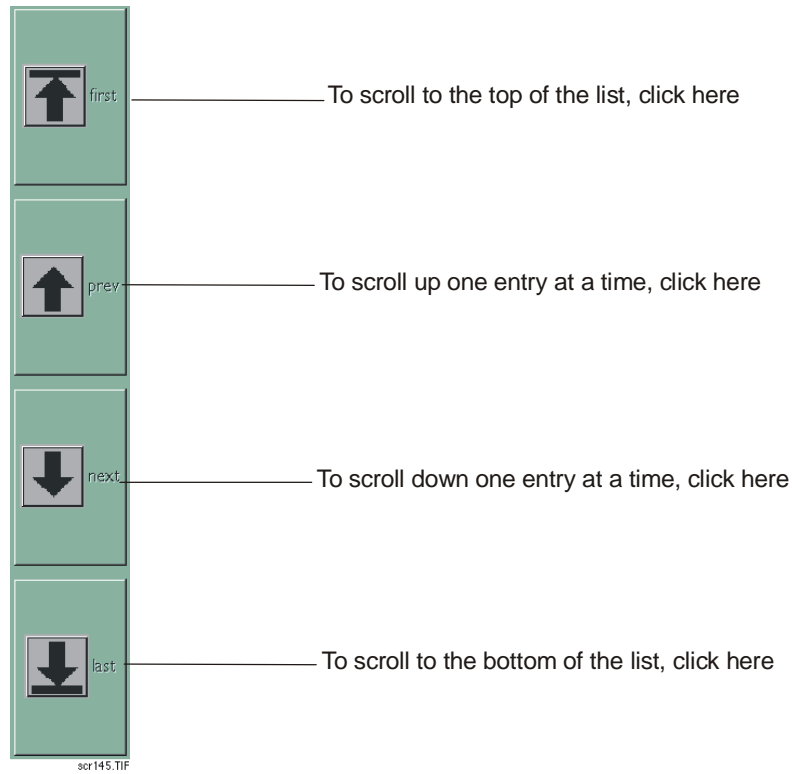 first
To scroll to the top of the list, click here
prev
To scroll up one entry at a time, click here
next
To scroll down one entry at a time, click here
last
To scroll to the bottom of the list, click here
scr145.TIF